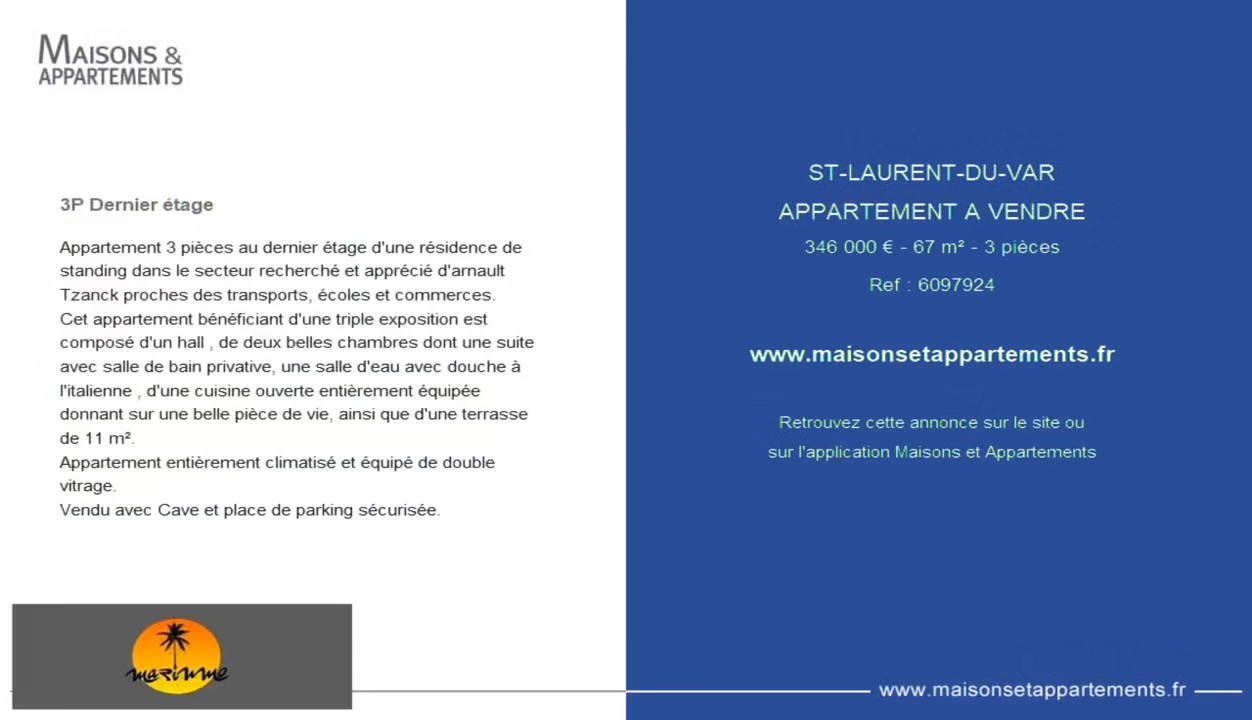 MAISONS &
APPARTEMENTS
3P Dernier étage
Appartement 3 pièces au dernier étage d'une résidence de
standing dans le secteur recherché et apprécié d'arnault
Tzanck proches des transports, écoles et commerces.
Cet appartement bénéficiant d'une triple exposition est
composé d'un hall , de deux belles chambres dont une suite
avec salle de bain privative, une salle d'eau avec douche à
l'italienne , d'une cuisine ouverte entièrement équipée
donnant sur une belle pièce de vie, ainsi que d'une terrasse
de 11 m².
Appartement entièrement climatisé et équipé de double
vitrage.
Vendu avec Cave et place de parking sécurisée.
ST-LAURENT-DU-VAR
APPARTEMENT A VENDRE
346 000 € - 67 m² - 3 pièces
Ref : 6097924
www.maisonsetappartements.fr
Retrouvez cette annonce sur le site ou
sur l'application Maisons et Appartements
www.maisonsetappartements.fr